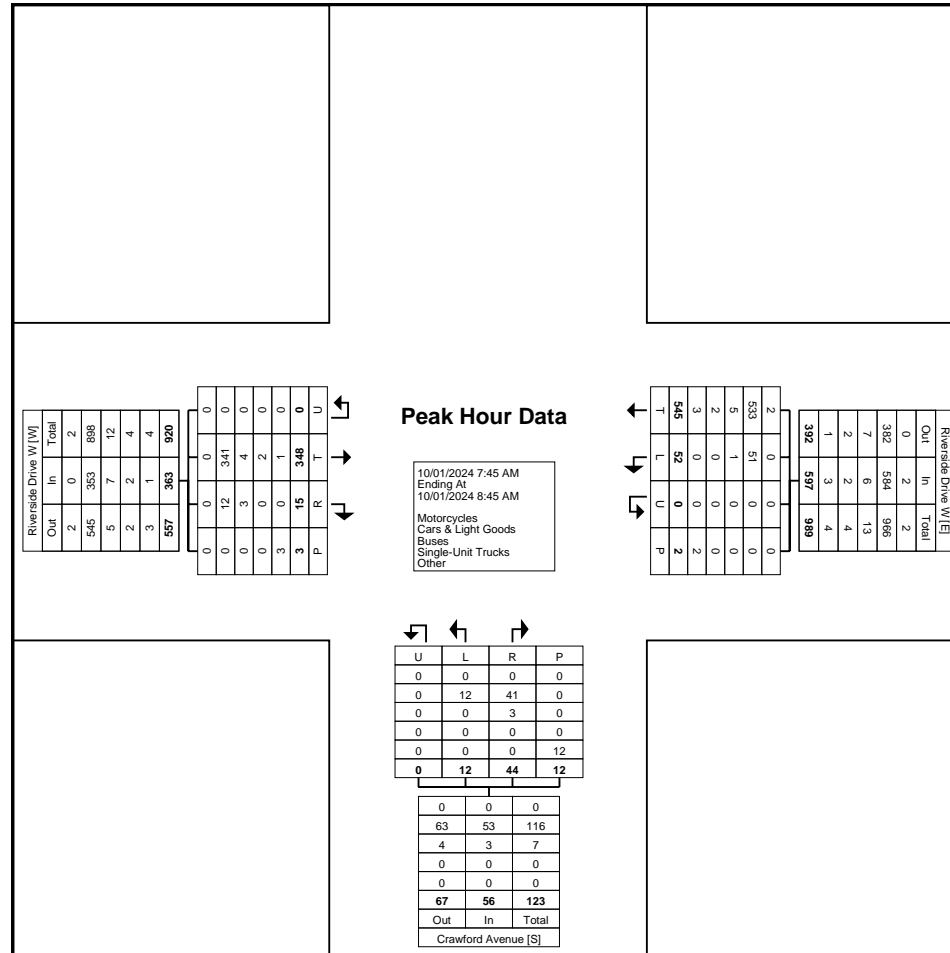 Riverside Drive W [W]
Out In Total
2 0 2
545 353 898
5 7 12
2 2 4
3 1 4
557 363 920
0 0 0 0
0 12 341 0
0 3 4 0
0 0 2 0
3 0 1 0
3 15 348 0
P R T U
Peak Hour Data
10/01/2024 7:45 AM
Ending At
10/01/2024 8:45 AM
Motorcycles
Cars & Light Goods
Buses
Single-Unit Trucks
Other
Riverside Drive W [E]
Out In Total
0 2 2
382 584 966
7 6 13
2 2 4
1 3 4
392 597 989
2 0 0 0
533 51 0 0
5 1 0 0
2 0 0 0
3 0 0 2
545 52 0 2
T L U P
U L R P
0 0 0 0
0 12 41 0
0 0 3 0
0 0 0 0
0 0 0 12
0 12 44 12
0 0 0
63 53 116
4 3 7
0 0 0
0 0 0
67 56 123
Out In Total
Crawford Avenue [S]